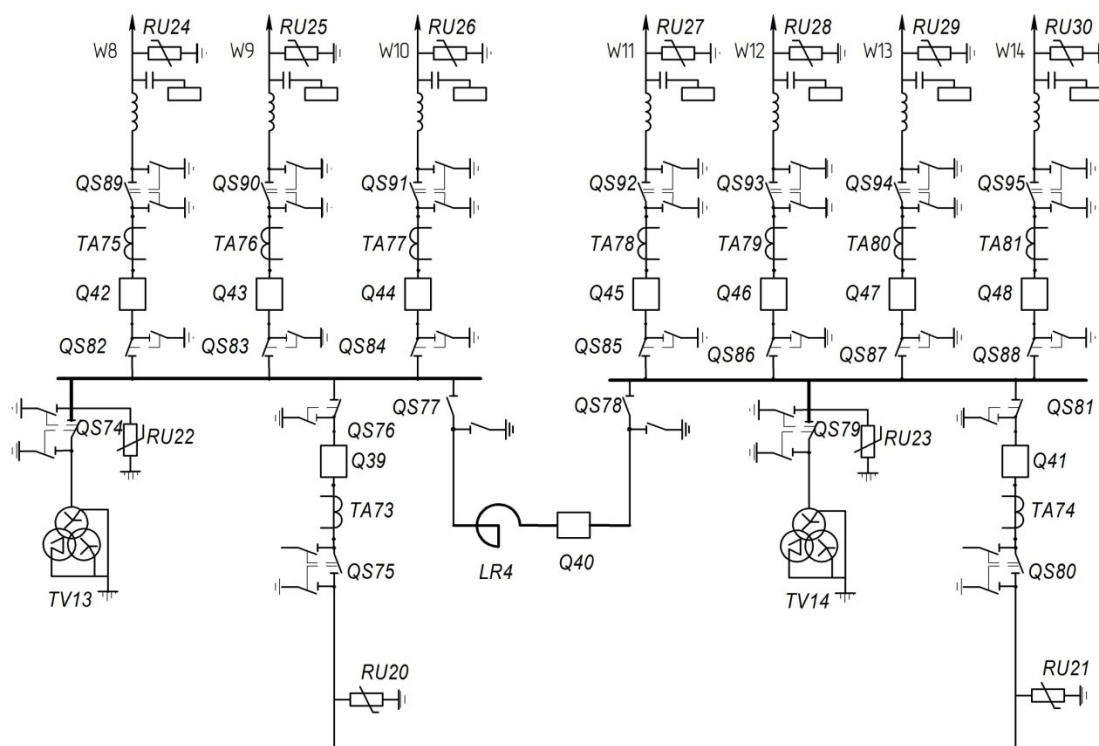 RU24 RU25 RU26 RU27 RU28 RU29 RU30
W8 W9 W10 W11 W12 W13 W14
QS89 QS90 QS91 QS92 QS93 QS94 QS95
TA75 TA76 TA77 TA78 TA79 TA80 TA81
Q42 Q43 Q44 Q45 Q46 Q47 Q48
QS82 QS83 QS84 QS85 QS86 QS87 QS88
QS77 QS78 QS81
QS74 RU22 QS76 QS79 RU23
Q39 Q41
TA73 TA74
LR4 Q40
QS75 QS80
TV13 TV14
RU20 RU21